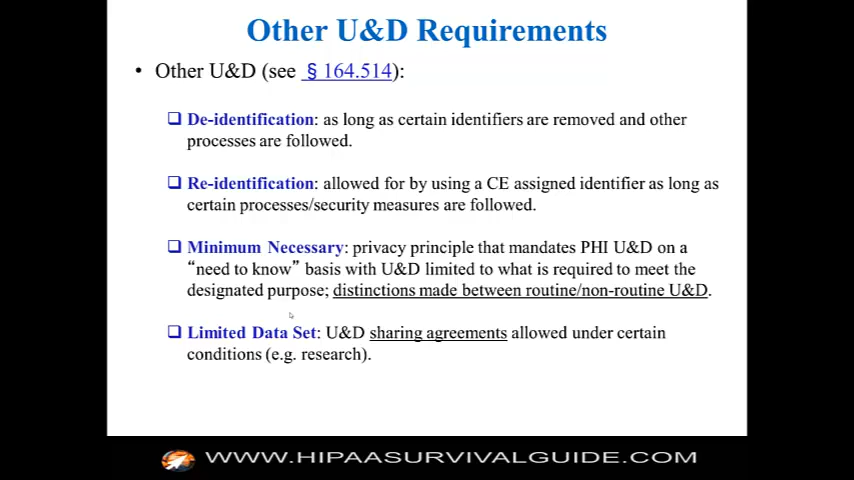 Other U&D Requirements
• Other U&D (see § 164.514):
❑ De-identification: as long as certain identifiers are removed and other
processes are followed.
❑ Re-identification: allowed for by using a CE assigned identifier as long as
certain processes/security measures are followed.
❑ Minimum Necessary: privacy principle that mandates PHI U&D on a
“need to know” basis with U&D limited to what is required to meet the
designated purpose; distinctions made between routine/non-routine U&D.
❑ Limited Data Set: U&D sharing agreements allowed under certain
conditions (e.g. research).
WWW.HIPAASURVIVALGUIDE.COM